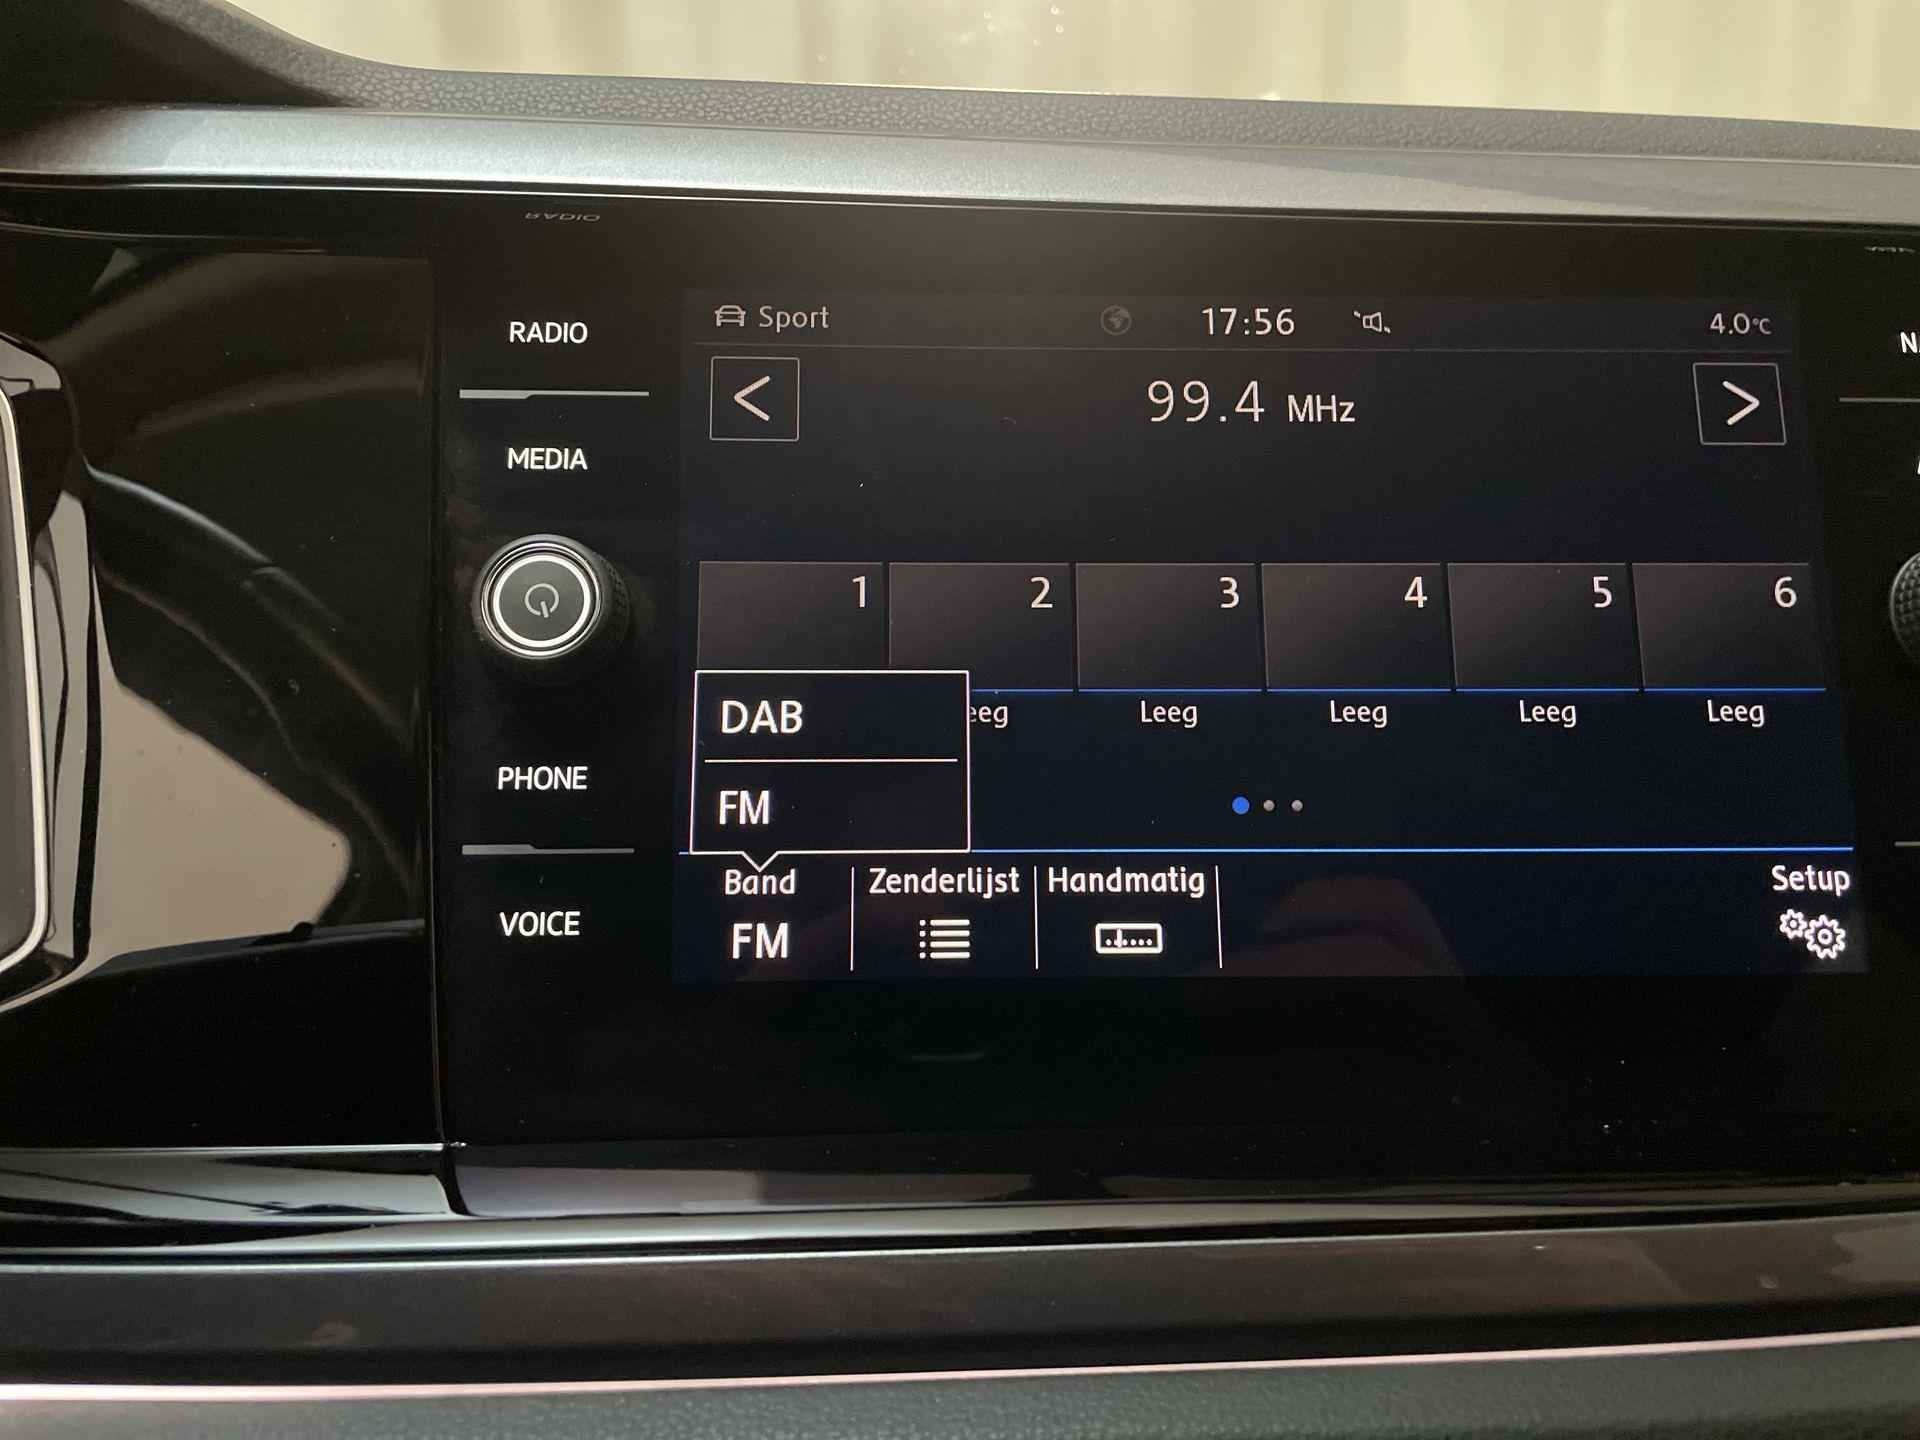 RADIO
MEDIA
PHONE
VOICE
Sport 17:56 4.0°C
< 99.4 MHz >
1 2 3 4 5 6
eeg Leeg Leeg Leeg Leeg
DAB
FM
Band Zenderlijst Handmatig Setup
FM